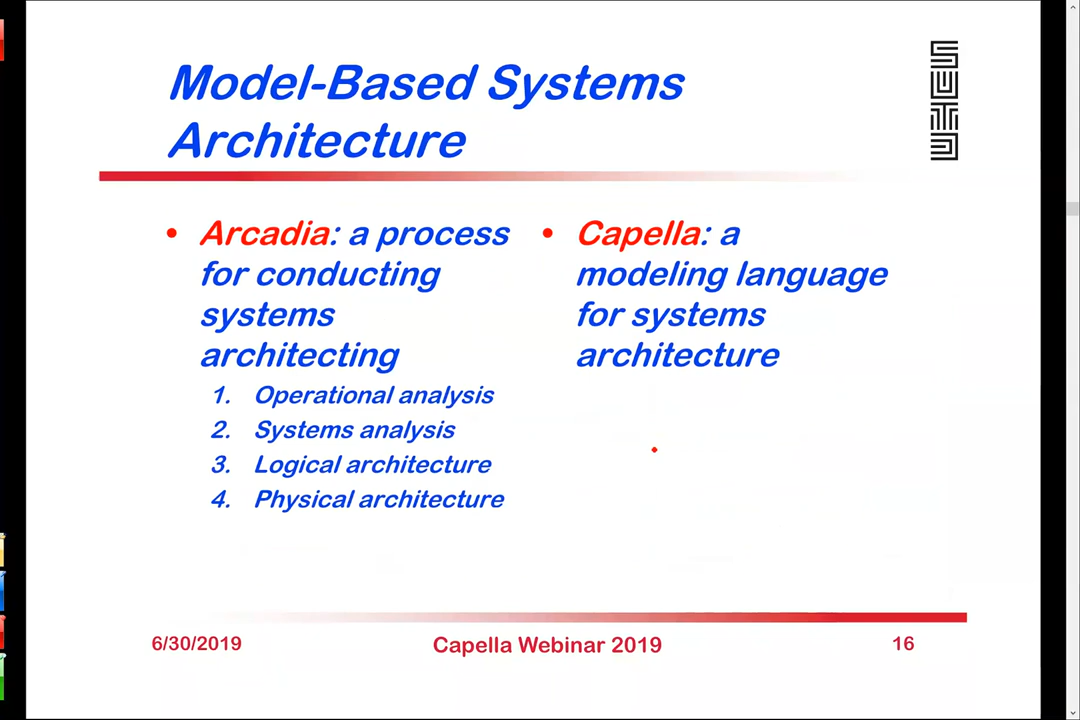 Model-Based Systems
Architecture
• Arcadia: a process
for conducting
systems
architecting
1. Operational analysis
2. Systems analysis
3. Logical architecture
4. Physical architecture
• Capella: a
modeling language
for systems
architecture
6/30/2019
Capella Webinar 2019
16